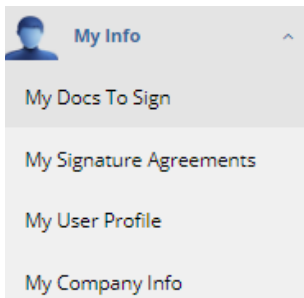 My Info
My Docs To Sign
My Signature Agreements
My User Profile
My Company Info